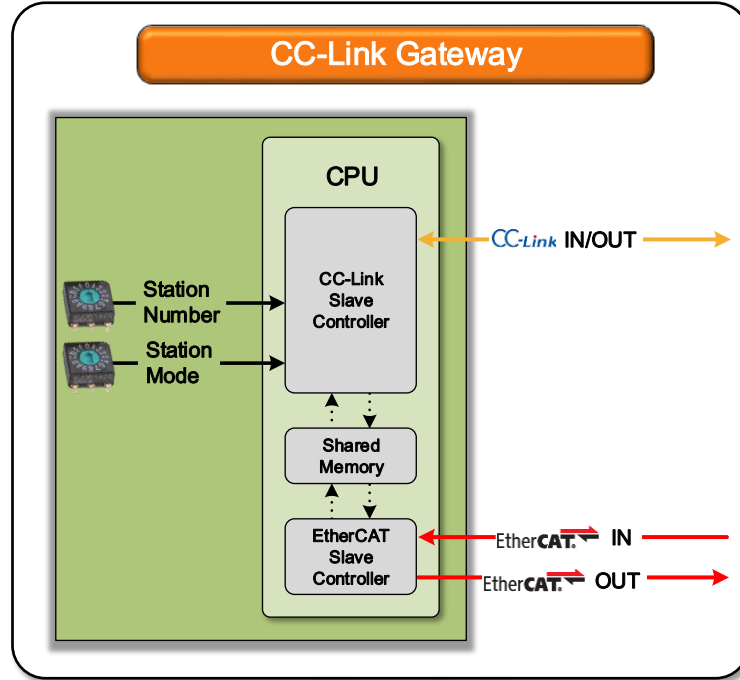 CC-Link Gateway
CPU
CC-Link IN/OUT
CC-Link
Slave
Controller
Station
Number
Station
Mode
Shared
Memory
EtherCAT
Slave
Controller
EtherCAT. IN
EtherCAT. OUT